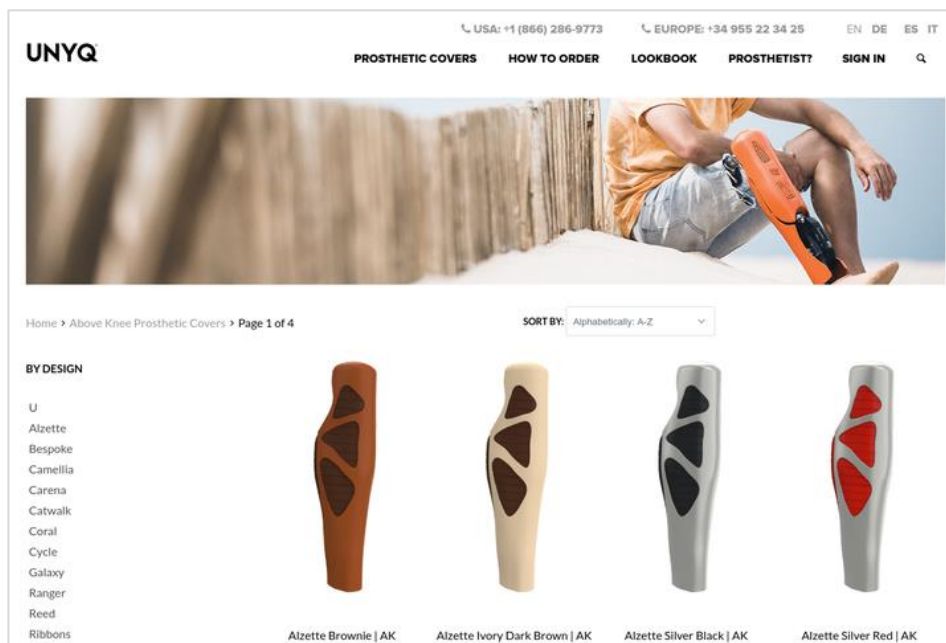 USA: +1 (866) 286-9773
EUROPE: +34 955 22 34 25
EN DE ES IT
UNYQ
PROSTHETIC COVERS HOW TO ORDER LOOKBOOK PROSTHETIST? SIGN IN
Home > Above Knee Prosthetic Covers > Page 1 of 4
SORT BY: Alphabetically: A-Z
BY DESIGN
U
Alzette
Bespoke
Camellia
Carena
Catwalk
Coral
Cycle
Galaxy
Ranger
Reed
Ribbons
Alzette Brownie | AK
Alzette Ivory Dark Brown | AK
Alzette Silver Black | AK
Alzette Silver Red | AK